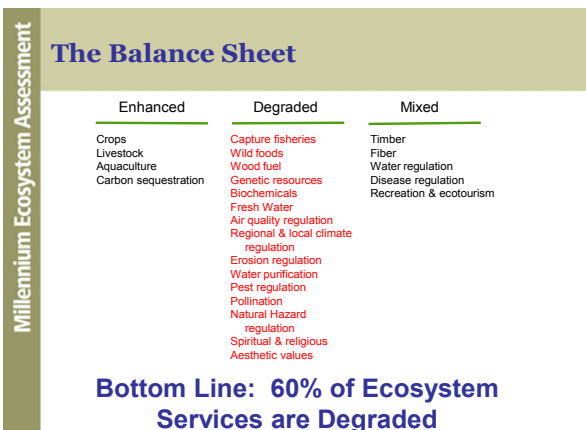 Millennium Ecosystem Assessment
The Balance Sheet
Enhanced
Crops
Livestock
Aquaculture
Carbon sequestration
Degraded
Capture fisheries
Wild foods
Wood fuel
Genetic resources
Biochemicals
Fresh Water
Air quality regulation
Regional & local climate
regulation
Erosion regulation
Water purification
Pest regulation
Pollination
Natural Hazard
regulation
Spiritual & religious
Aesthetic values
Mixed
Timber
Fiber
Water regulation
Disease regulation
Recreation & ecotourism
Bottom Line: 60% of Ecosystem
Services are Degraded